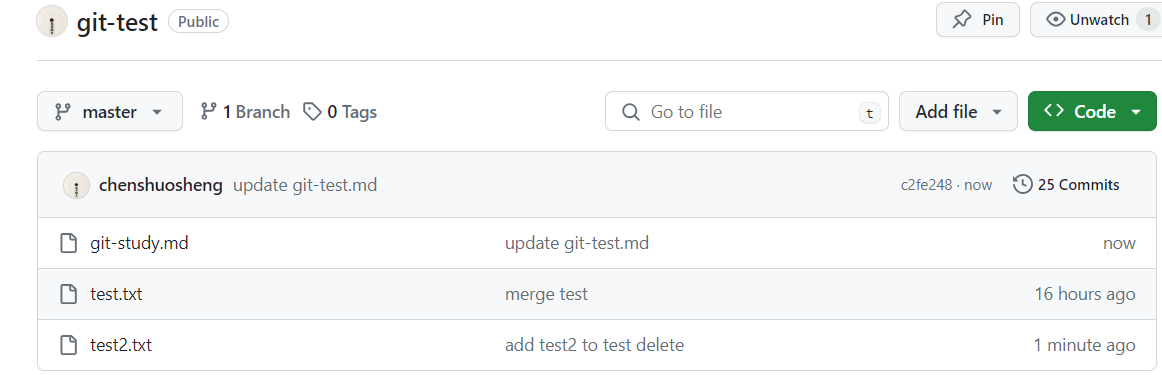 git-test Public Pin Unwatch 1
master 1 Branch 0 Tags Go to file t Add file Code
chenshuosheng update git-test.md c2fe248 · now 25 Commits
git-study.md update git-test.md now
test.txt merge test 16 hours ago
test2.txt add test2 to test delete 1 minute ago